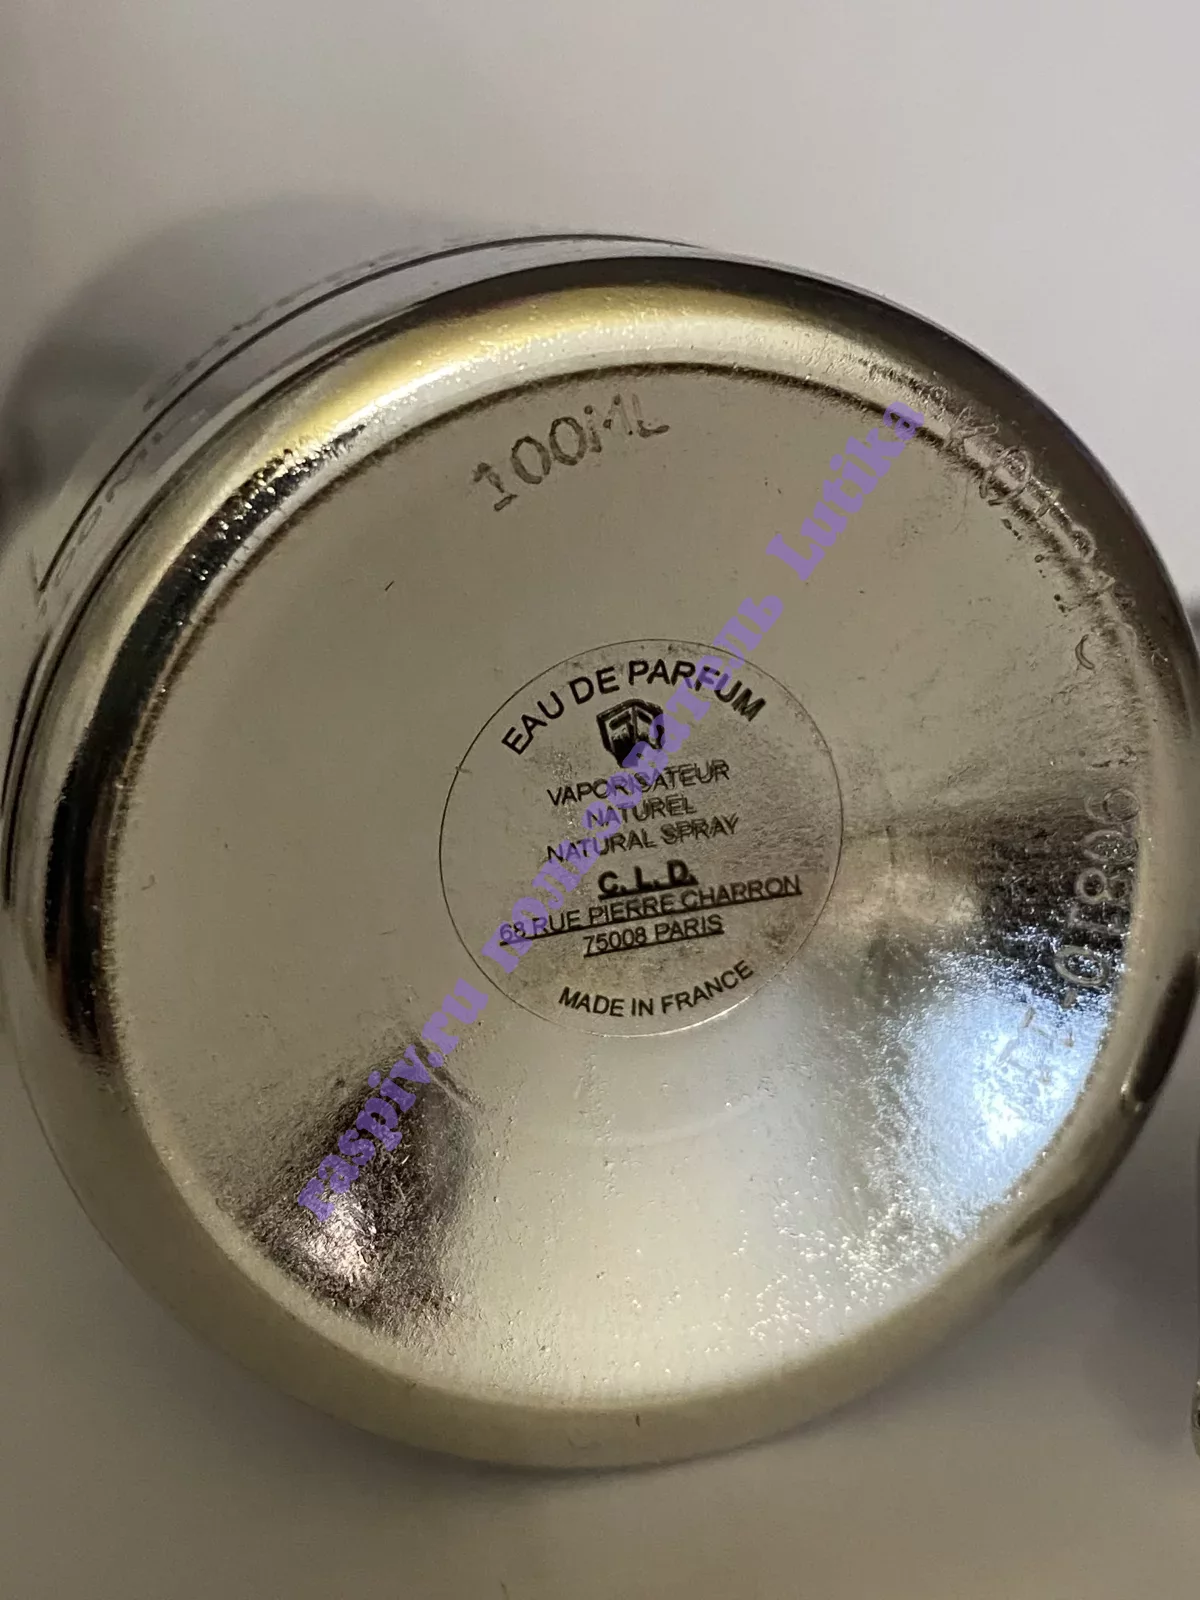 100ML
EAU DE PARFUM
VAPORISATEUR
NATUREL
NATURAL SPRAY
C. L. D.
68 RUE PIERRE CHARRON
75008 PARIS
MADE IN FRANCE
raspiv.ru пользователь Lutika